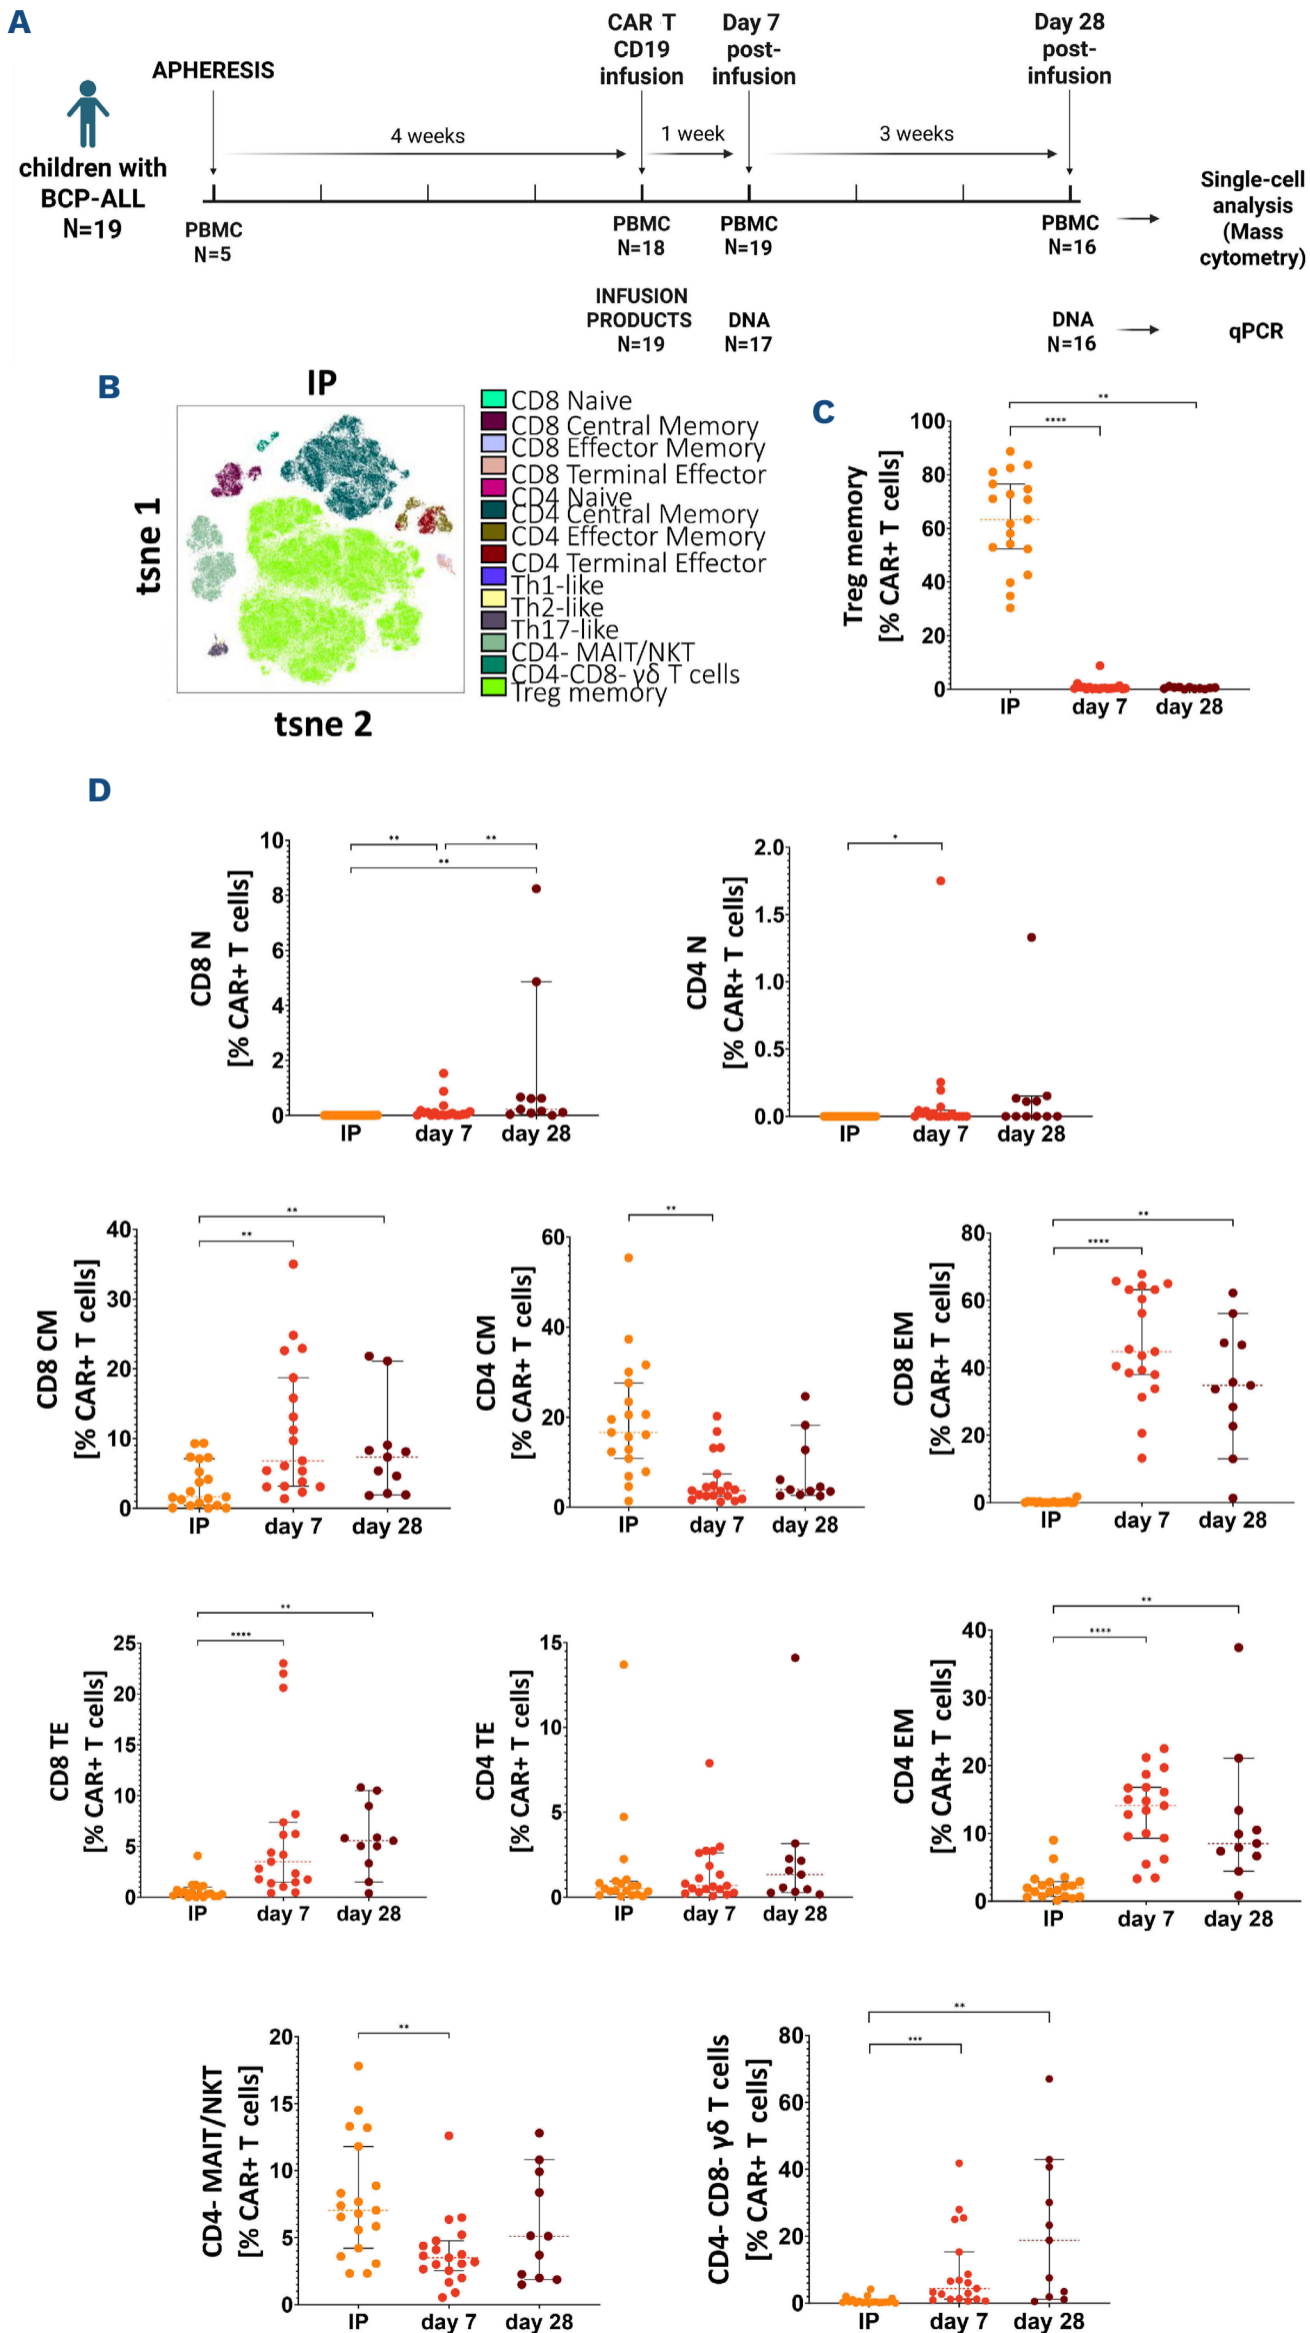 A
APHERESIS
CAR T
CD19
infusion
Day 7
post-
infusion
Day 28
post-
infusion
4 weeks
1 week
3 weeks
children with
BCP-ALL
N=19
PBMC
N=5
PBMC
N=18
PBMC
N=19
PBMC
N=16
Single-cell
analysis
(Mass
cytometry)
INFUSION
PRODUCTS
N=19
DNA
N=17
DNA
N=16
qPCR
B
IP
tsne 1
tsne 2
CD8 Naive
CD8 Central Memory
CD8 Effector Memory
CD8 Terminal Effector
CD4 Naive
CD4 Central Memory
CD4 Effector Memory
CD4 Terminal Effector
Th1-like
Th2-like
Th17-like
CD4- MAIT/NKT
CD4-CD8- γδ T cells
Treg memory
C
Treg memory
[% CAR+ T cells]
**
****
100
80
60
40
20
0
IP day 7 day 28
D
CD8 N
[% CAR+ T cells]
** **
**
10
8
6
4
2
0
IP day 7 day 28
CD4 N
[% CAR+ T cells]
*
2.0
1.5
1.0
0.5
0.0
IP day 7 day 28
CD8 CM
[% CAR+ T cells]
**
**
40
30
20
10
0
IP day 7 day 28
CD4 CM
[% CAR+ T cells]
**
60
40
20
0
IP day 7 day 28
CD8 EM
[% CAR+ T cells]
**
****
80
60
40
20
0
IP day 7 day 28
CD8 TE
[% CAR+ T cells]
**
****
25
20
15
10
5
0
IP day 7 day 28
CD4 TE
[% CAR+ T cells]
15
10
5
0
IP day 7 day 28
CD4 EM
[% CAR+ T cells]
**
****
40
30
20
10
0
IP day 7 day 28
CD4- MAIT/NKT
[% CAR+ T cells]
**
20
15
10
5
0
IP day 7 day 28
CD4- CD8- γδ T cells
[% CAR+ T cells]
**
***
80
60
40
20
0
IP day 7 day 28